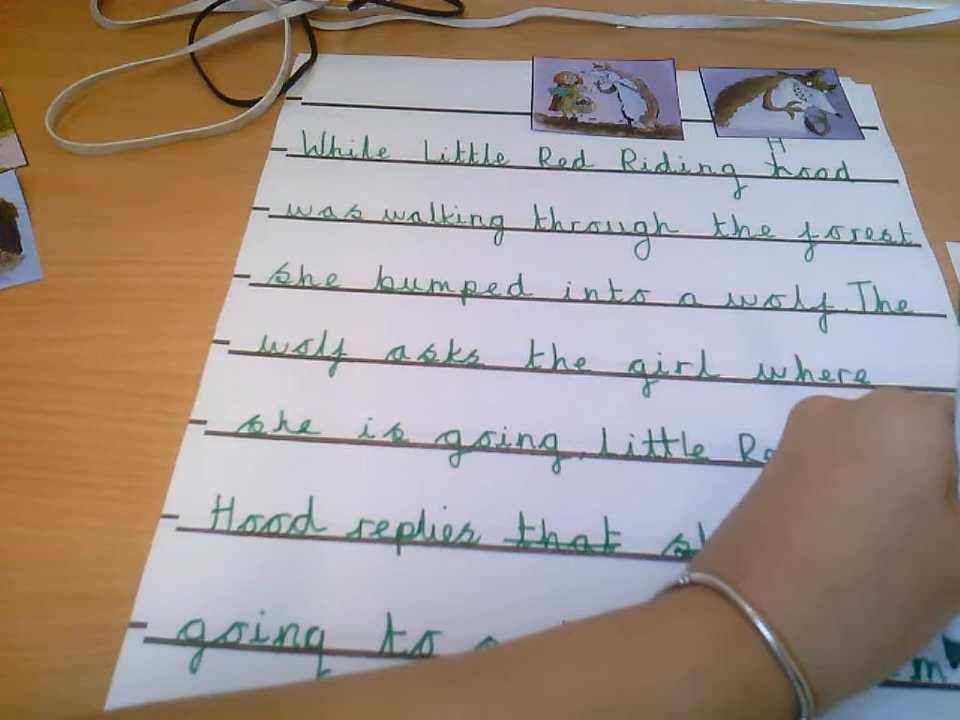 While Little Red Riding Hood
was walking through the forest
she bumped into a wolf. The
wolf asks the girl where
she is going. Little
Hood replies that
going to